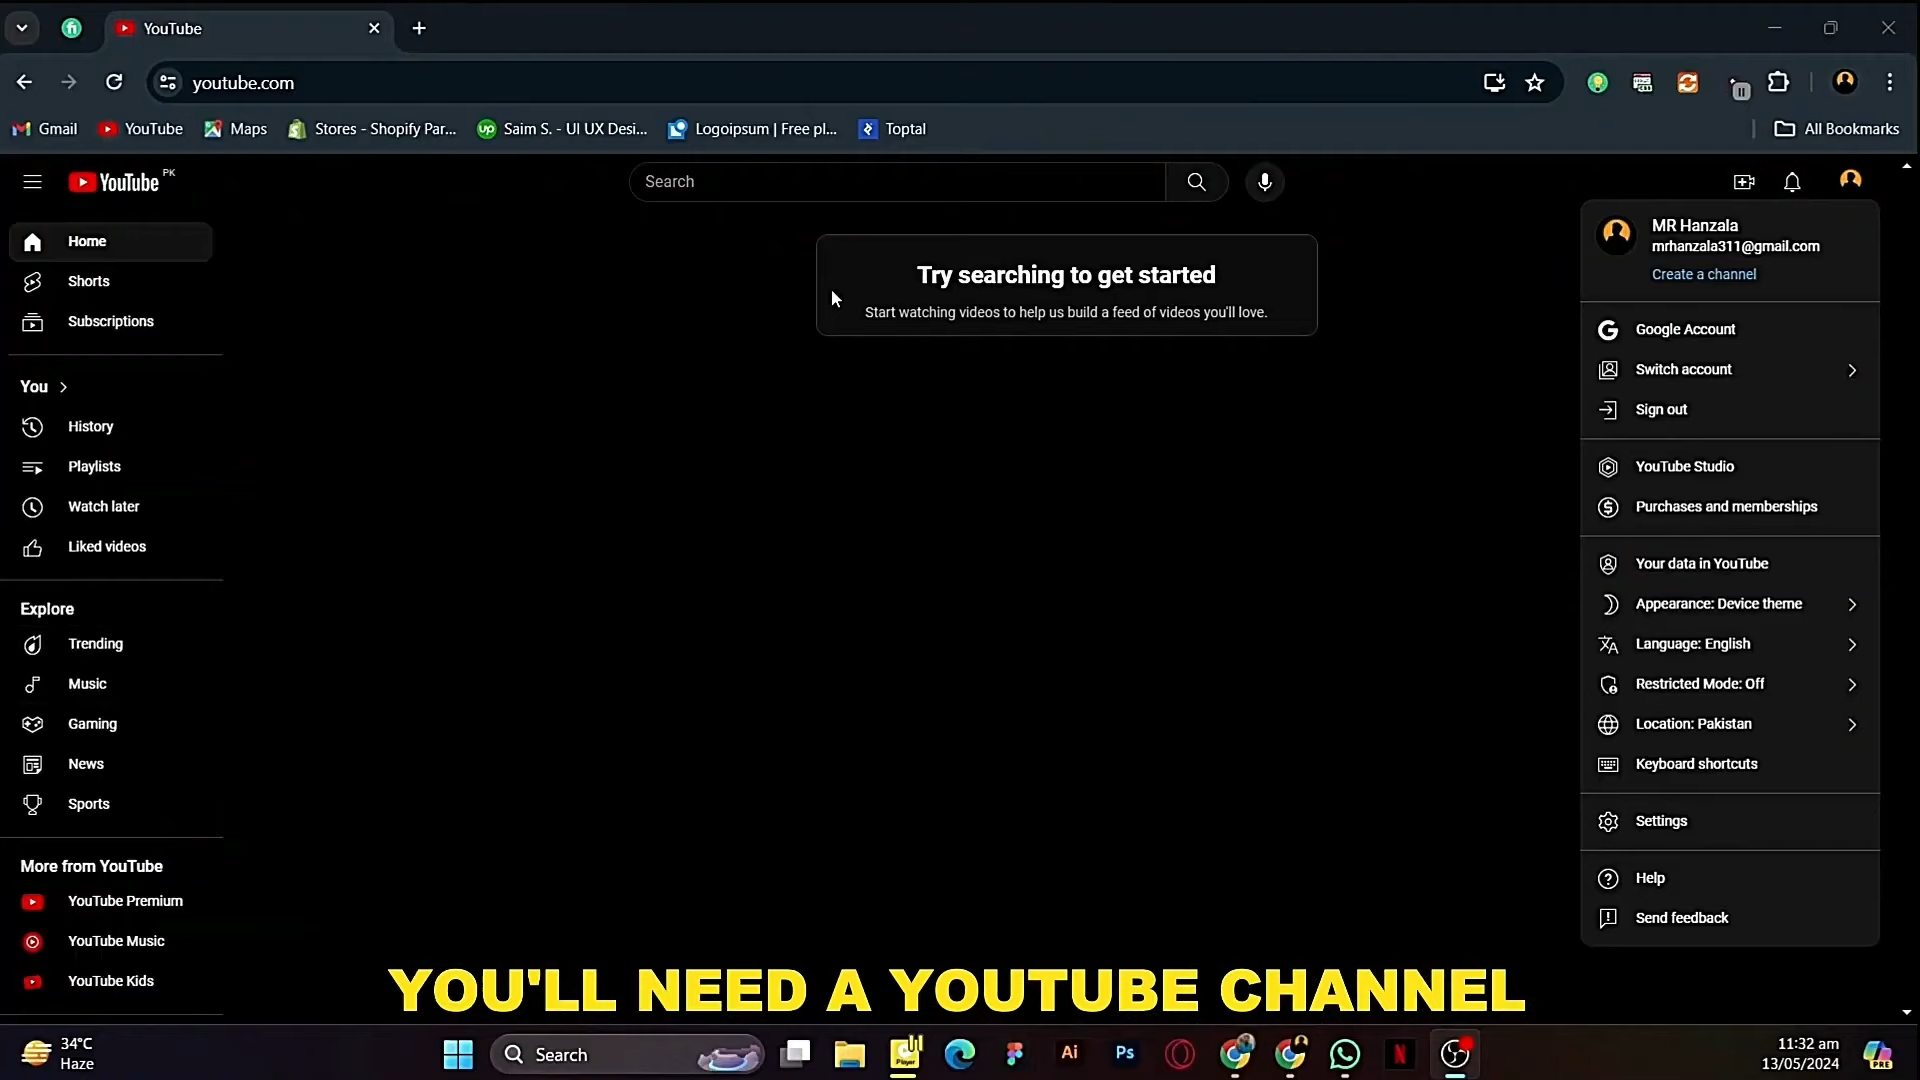 YouTube
youtube.com
Gmail
YouTube
Maps
Stores - Shopify Par...
up
Saim S. - UI UX Desi...
Logoipsum | Free pl...
Toptal
All Bookmarks
YouTube PK
Search
Home
Shorts
Subscriptions
You
History
Playlists
Watch later
Liked videos
Explore
Trending
Music
Gaming
News
Sports
More from YouTube
YouTube Premium
YouTube Music
YouTube Kids
Try searching to get started
Start watching videos to help us build a feed of videos you'll love.
MR Hanzala
mrhanzala311@gmail.com
Create a channel
Google Account
Switch account
Sign out
YouTube Studio
Purchases and memberships
Your data in YouTube
Appearance: Device theme
Language: English
Restricted Mode: Off
Location: Pakistan
Keyboard shortcuts
Settings
Help
Send feedback
YOU'LL NEED A YOUTUBE CHANNEL
34°C
Haze
Search
Player
Ai
Ps
N
11:32 am
13/05/2024
PRE